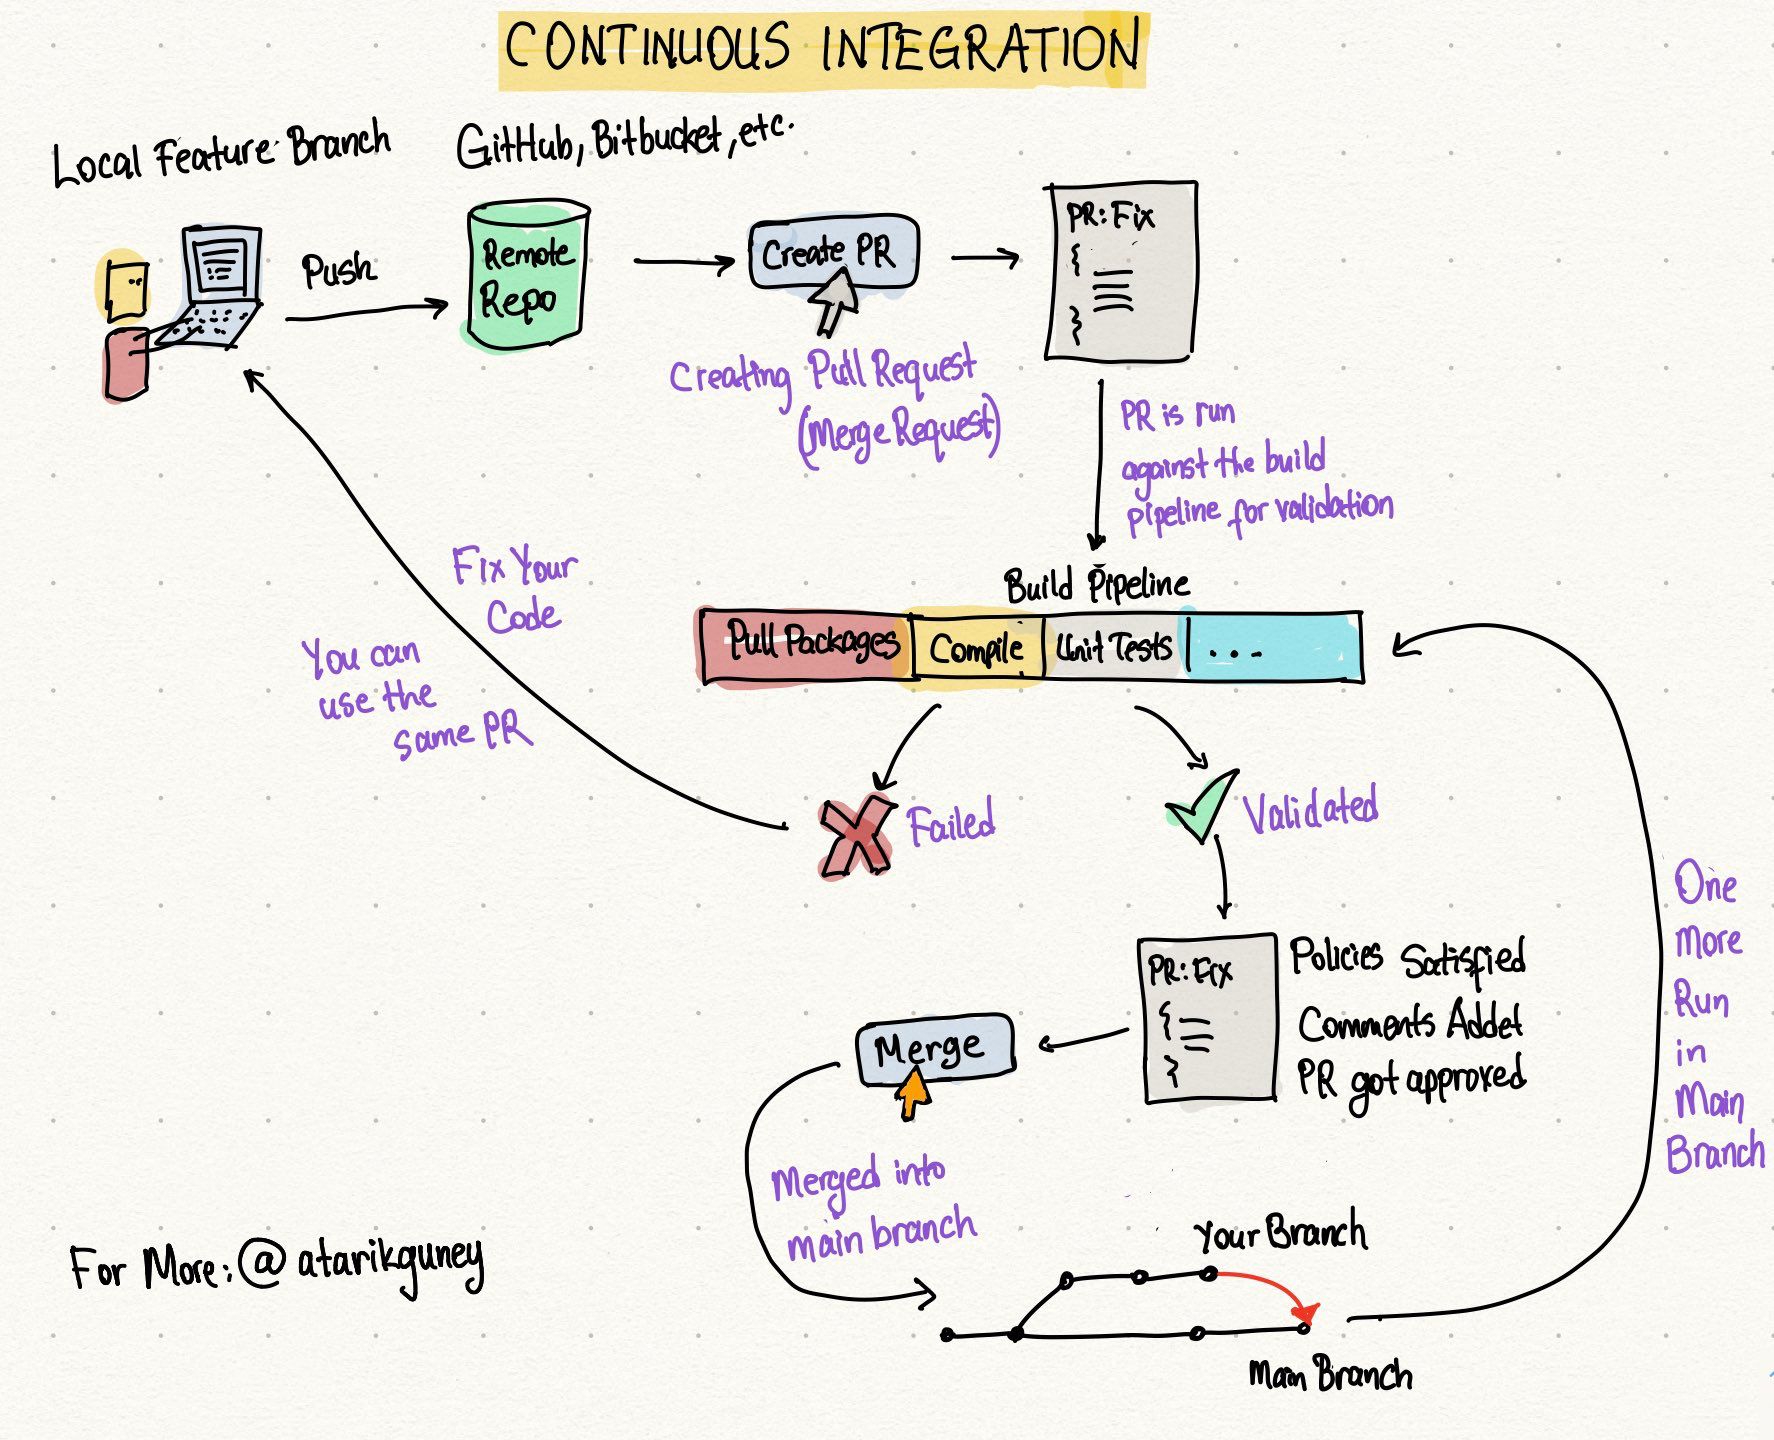 CONTINUOUS INTEGRATION
Local Feature Branch
GitHub, Bitbucket, etc.
Push
Remote
Repo
Create PR
PR: Fix
{
}
Creating Pull Request
(Merge Request)
PR is run
against the build
pipeline for validation
Build Pipeline
Pull Packages
Compile
Unit Tests
...
Fix Your
Code
You can
use the
same PR
Failed
Validated
PR: Fix
{
}
Policies Satisfied
Comments Addet
PR got approved
Merge
Merged into
main branch
One
More
Run
in
Main
Branch
Your Branch
Main Branch
For More: @atarikguney